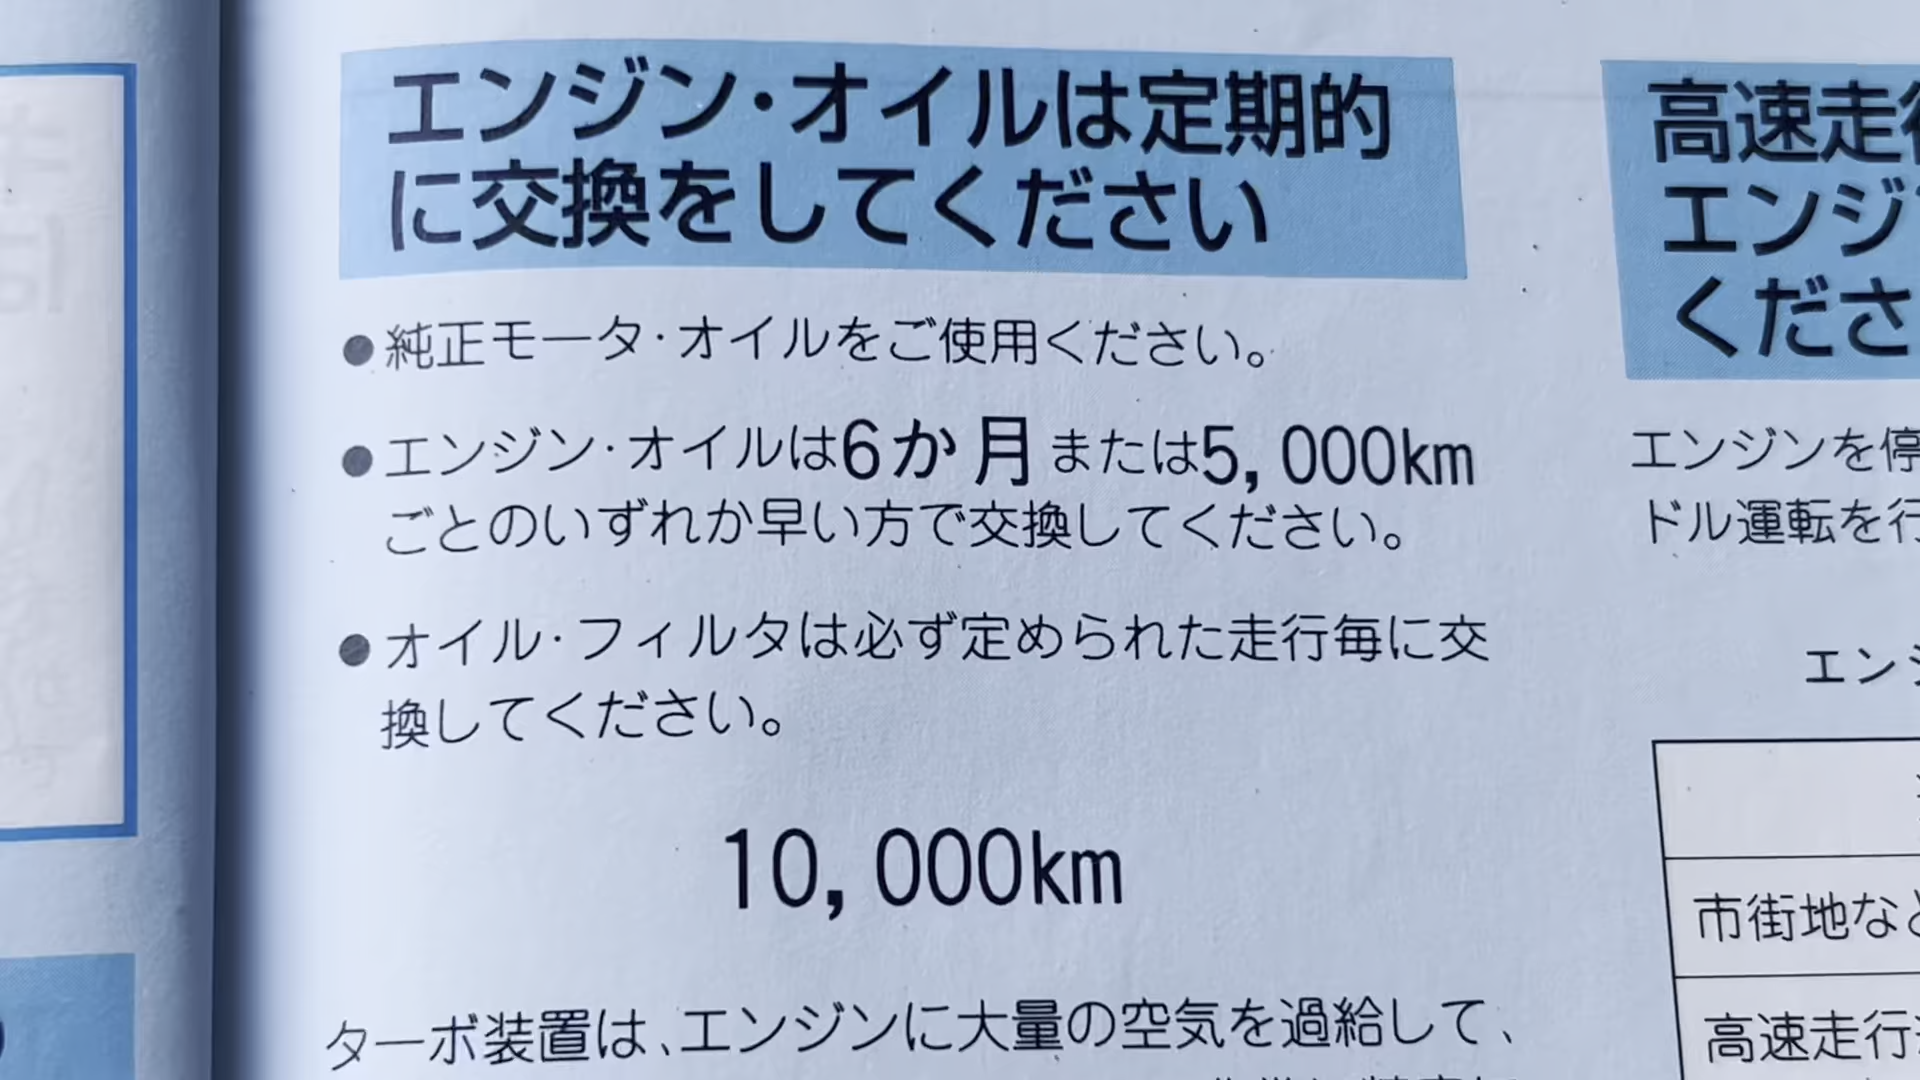 エンジン･オイルは定期的
に交換をしてください
●純正モータ･オイルをご使用ください。
●エンジン･オイルは6か月または5,000km
ごとのいずれか早い方で交換してください。
●オイル･フィルタは必ず定められた走行毎に交
換してください。
10,000km
ターボ装置は、エンジンに大量の空気を過給して、
高速走行
エンジ
くださ
エンジンを停
ドル運転を行
エンジ
市街地など
高速走行